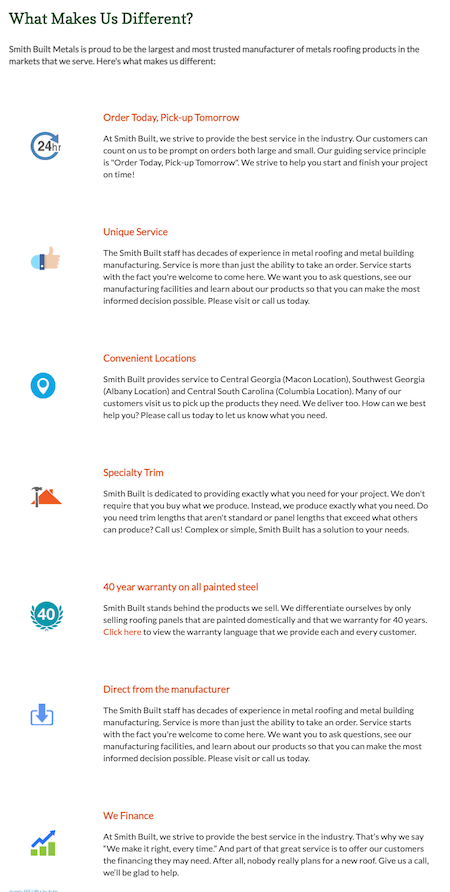 What Makes Us Different?
Smith Built Metals is proud to be the largest and most trusted manufacturer of metals roofing products in the
markets that we serve. Here's what makes us different:
24hr
Order Today, Pick-up Tomorrow
At Smith Built, we strive to provide the best service in the industry. Our customers can
count on us to be prompt on orders both large and small. Our guiding service principle
is "Order Today, Pick-up Tomorrow". We strive to help you start and finish your project
on time!
Unique Service
The Smith Built staff has decades of experience in metal roofing and metal building
manufacturing. Service is more than just the ability to take an order. Service starts
with the fact you're welcome to come here. We want you to ask questions, see our
manufacturing facilities and learn about our products so that you can make the most
informed decision possible. Please visit or call us today.
Convenient Locations
Smith Built provides service to Central Georgia (Macon Location), Southwest Georgia
(Albany Location) and Central South Carolina (Columbia Location). Many of our
customers visit us to pick up the products they need. We deliver too. How can we best
help you? Please call us today to let us know what you need.
Specialty Trim
Smith Built is dedicated to providing exactly what you need for your project. We don't
require that you buy what we produce. Instead, we produce exactly what you need. Do
you need trim lengths that aren't standard or panel lengths that exceed what others
can produce? Call us! Complex or simple, Smith Built has a solution to your needs.
40
40 year warranty on all painted steel
Smith Built stands behind the products we sell. We differentiate ourselves by only
selling roofing panels that are painted domestically and that we warranty for 40 years.
Click here to view the warranty language that we provide each and every customer.
Direct from the manufacturer
The Smith Built staff has decades of experience in metal roofing and metal building
manufacturing. Service is more than just the ability to take an order. Service starts
with the fact you're welcome to come here. We want you to ask questions, see our
manufacturing facilities, and learn about our products so that you can make the most
informed decision possible. Please visit or call us today.
We Finance
At Smith Built, we strive to provide the best service in the industry. That's why we say
"We make it right, every time." And part of that great service is to offer our customers
the financing they may need. After all, nobody really plans for a new roof. Give us a call,
we'll be glad to help.